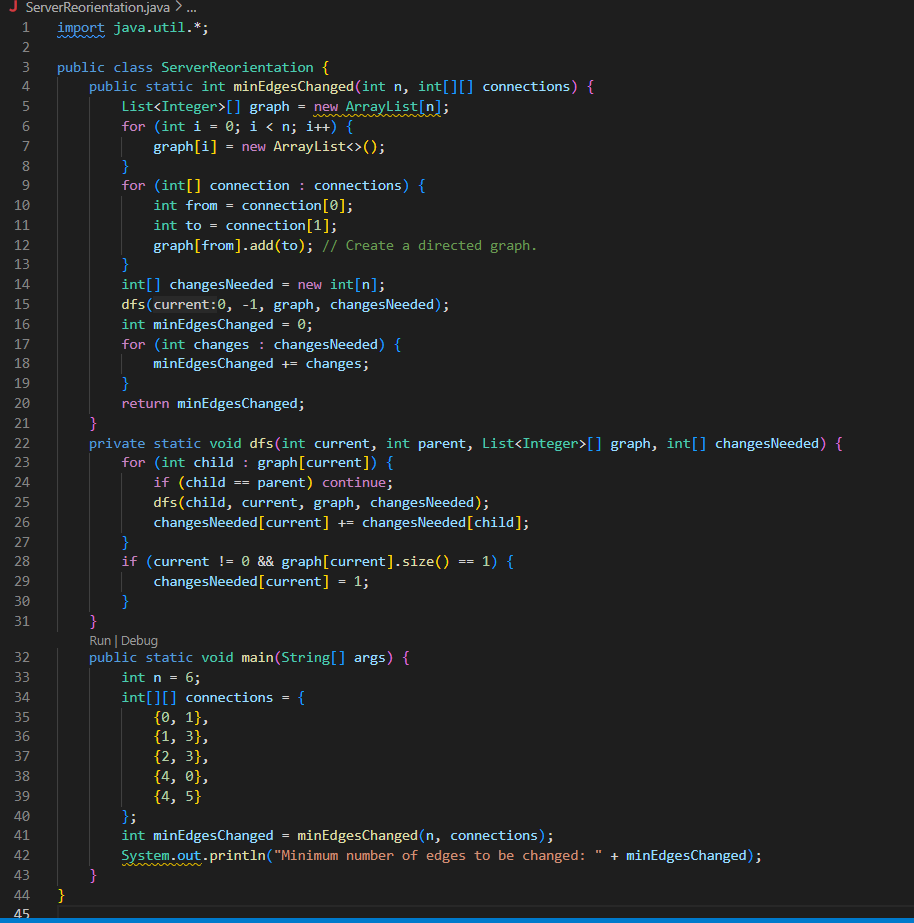 J ServerReorientation.java > ...
1 import java.util.*;
2
3 public class ServerReorientation {
4     public static int minEdgesChanged(int n, int[][] connections) {
5         List<Integer>[] graph = new ArrayList[n];
6         for (int i = 0; i < n; i++) {
7             graph[i] = new ArrayList<>();
8         }
9         for (int[] connection : connections) {
10             int from = connection[0];
11             int to = connection[1];
12             graph[from].add(to); // Create a directed graph.
13         }
14         int[] changesNeeded = new int[n];
15         dfs(current:0, -1, graph, changesNeeded);
16         int minEdgesChanged = 0;
17         for (int changes : changesNeeded) {
18             minEdgesChanged += changes;
19         }
20         return minEdgesChanged;
21     }
22     private static void dfs(int current, int parent, List<Integer>[] graph, int[] changesNeeded) {
23         for (int child : graph[current]) {
24             if (child == parent) continue;
25             dfs(child, current, graph, changesNeeded);
26             changesNeeded[current] += changesNeeded[child];
27         }
28         if (current != 0 && graph[current].size() == 1) {
29             changesNeeded[current] = 1;
30         }
31     }
Run | Debug
32     public static void main(String[] args) {
33         int n = 6;
34         int[][] connections = {
35             {0, 1},
36             {1, 3},
37             {2, 3},
38             {4, 0},
39             {4, 5}
40         };
41         int minEdgesChanged = minEdgesChanged(n, connections);
42         System.out.println("Minimum number of edges to be changed: " + minEdgesChanged);
43     }
44 }
45